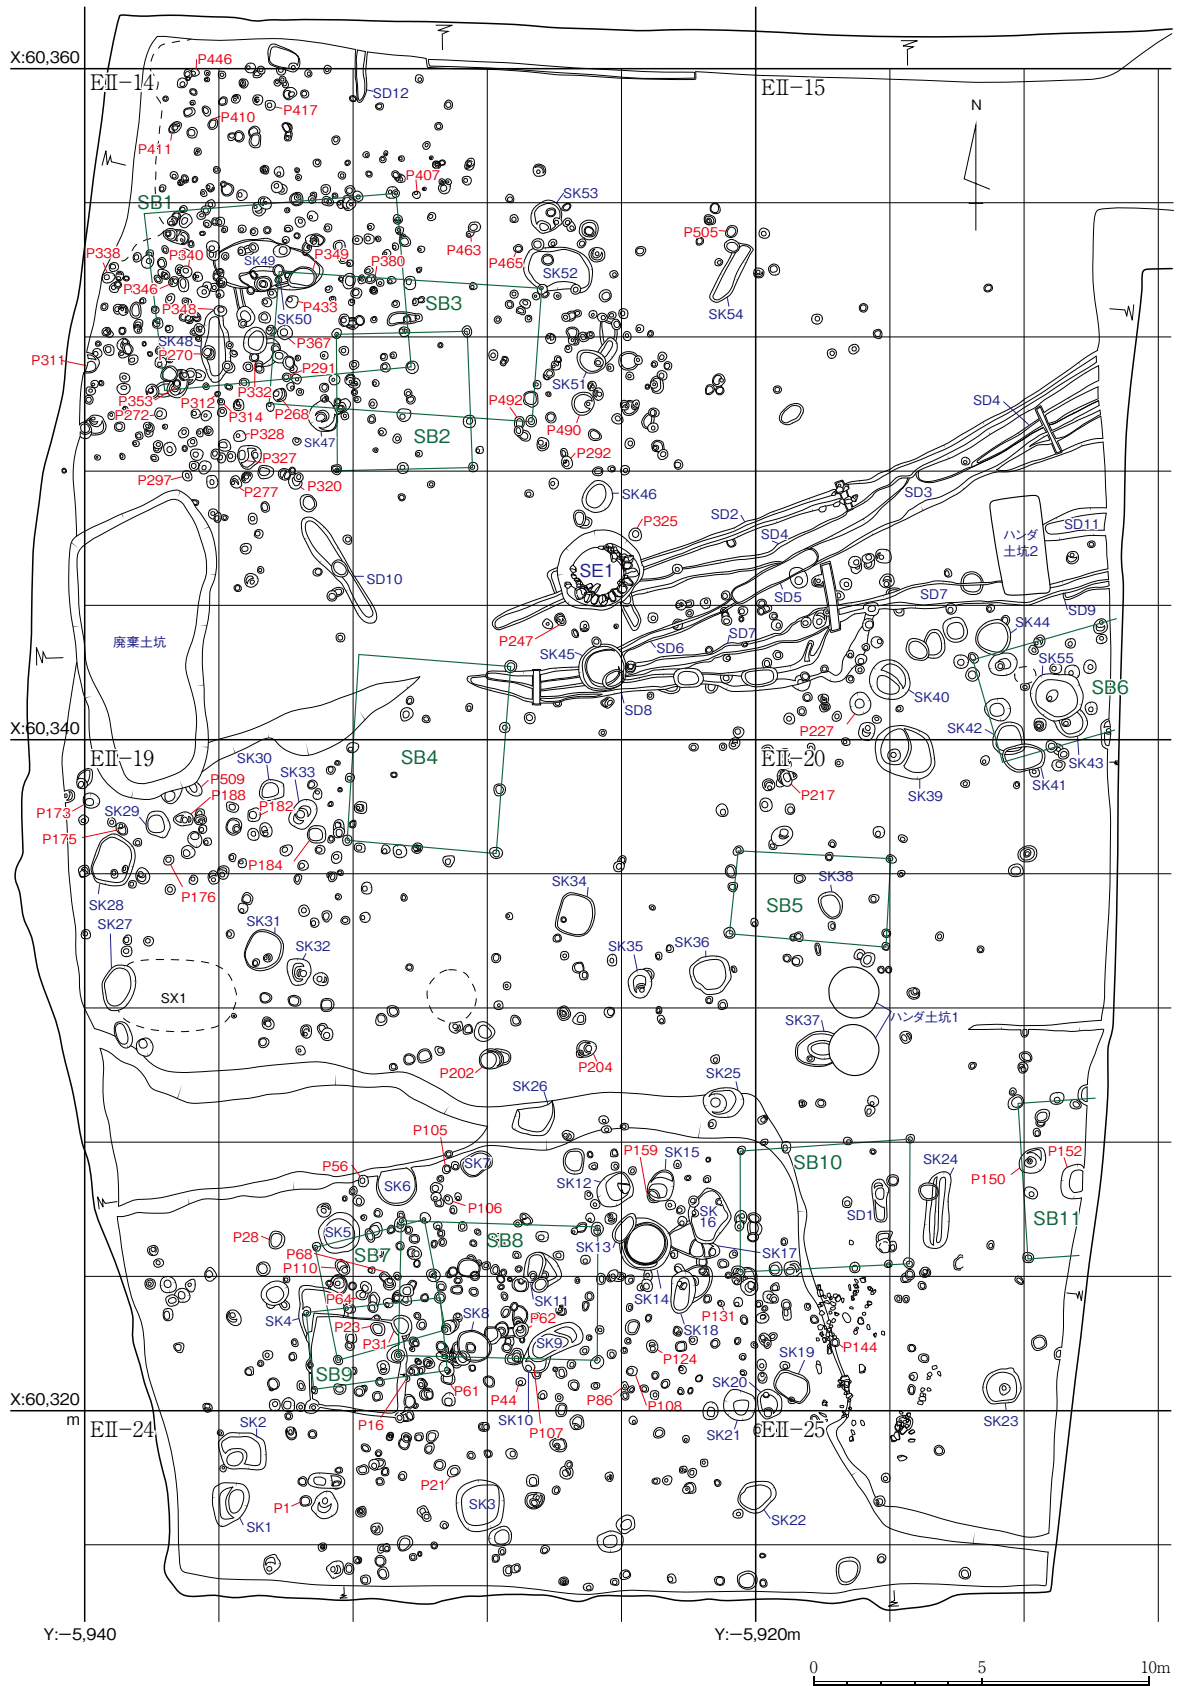 X:60,360
P446
EII-14
EII-15
SD12
P417
P410
N
P411
P407
SK53
SB1
P505
P463
P465
P338
P340
SK49
P349
P380
SK52
P346
SB3
P433
P348
SK50
SK54
SK48
P367
P270
P311
P291
SK51
P353
P332
P312
P492
P272
P314
P268
SD4
P328
SK47
SB2
P490
P327
P292
P297
P277
P320
SK46
SD3
SD2
P325
SD4
ハンダ
土坑2
SD11
SE1
SD10
SD5
SD7
SD9
P247
SK44
廃棄土坑
SD7
SK45
SD6
SK55
SK40
SB6
SD8
P227
SK42
X:60,340
EII-19
SB4
EII-20
SK43
SK30
SK41
SK33
P509
SK39
P188
P217
P173
SK29
P182
P175
P184
P176
SK34
SK38
SK28
SB5
SK27
SK31
SK32
SK35
SK36
SX1
ハンダ土坑1
SK37
P202
P204
SK25
SK26
P105
P159
SK15
SB10
P152
P56
SK7
SK24
SK12
P150
SK6
P106
SK
16
SD1
SK5
SB11
P28
SB7
SB8
SK13
SK17
P68
P110
SK11
P64
SK14
SK4
SK8
P62
P131
P23
SK18
P144
P31
SK9
P124
SK19
SB9
SK20
P61
P44
P86
X:60,320
m
SK10
P108
P16
P107
SK23
EII-24
SK2
SK21
EII-25
P21
P1
SK3
SK1
SK22
Y:−5,940
Y:−5,920m
0
5
10m